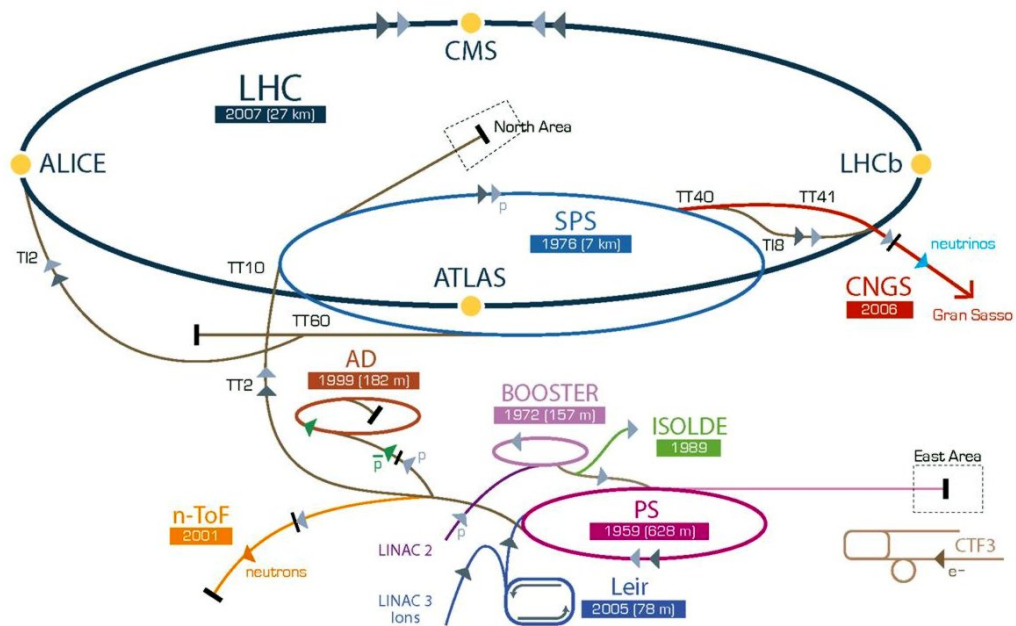 CMS
LHC
2007 (27 km)
North Area
ALICE
LHCb
TT40
TT41
p
SPS
1976 (7 km)
TI8
neutrinos
TI2
TT10
ATLAS
CNGS
2006
Gran Sasso
TT60
AD
1999 (182 m)
TT2
BOOSTER
1972 (157 m)
ISOLDE
1989
East Area
p̅
p
n-ToF
2001
PS
1959 (628 m)
LINAC 2
p
neutrons
CTF3
e-
LINAC 3
Ions
Leir
2005 (78 m)